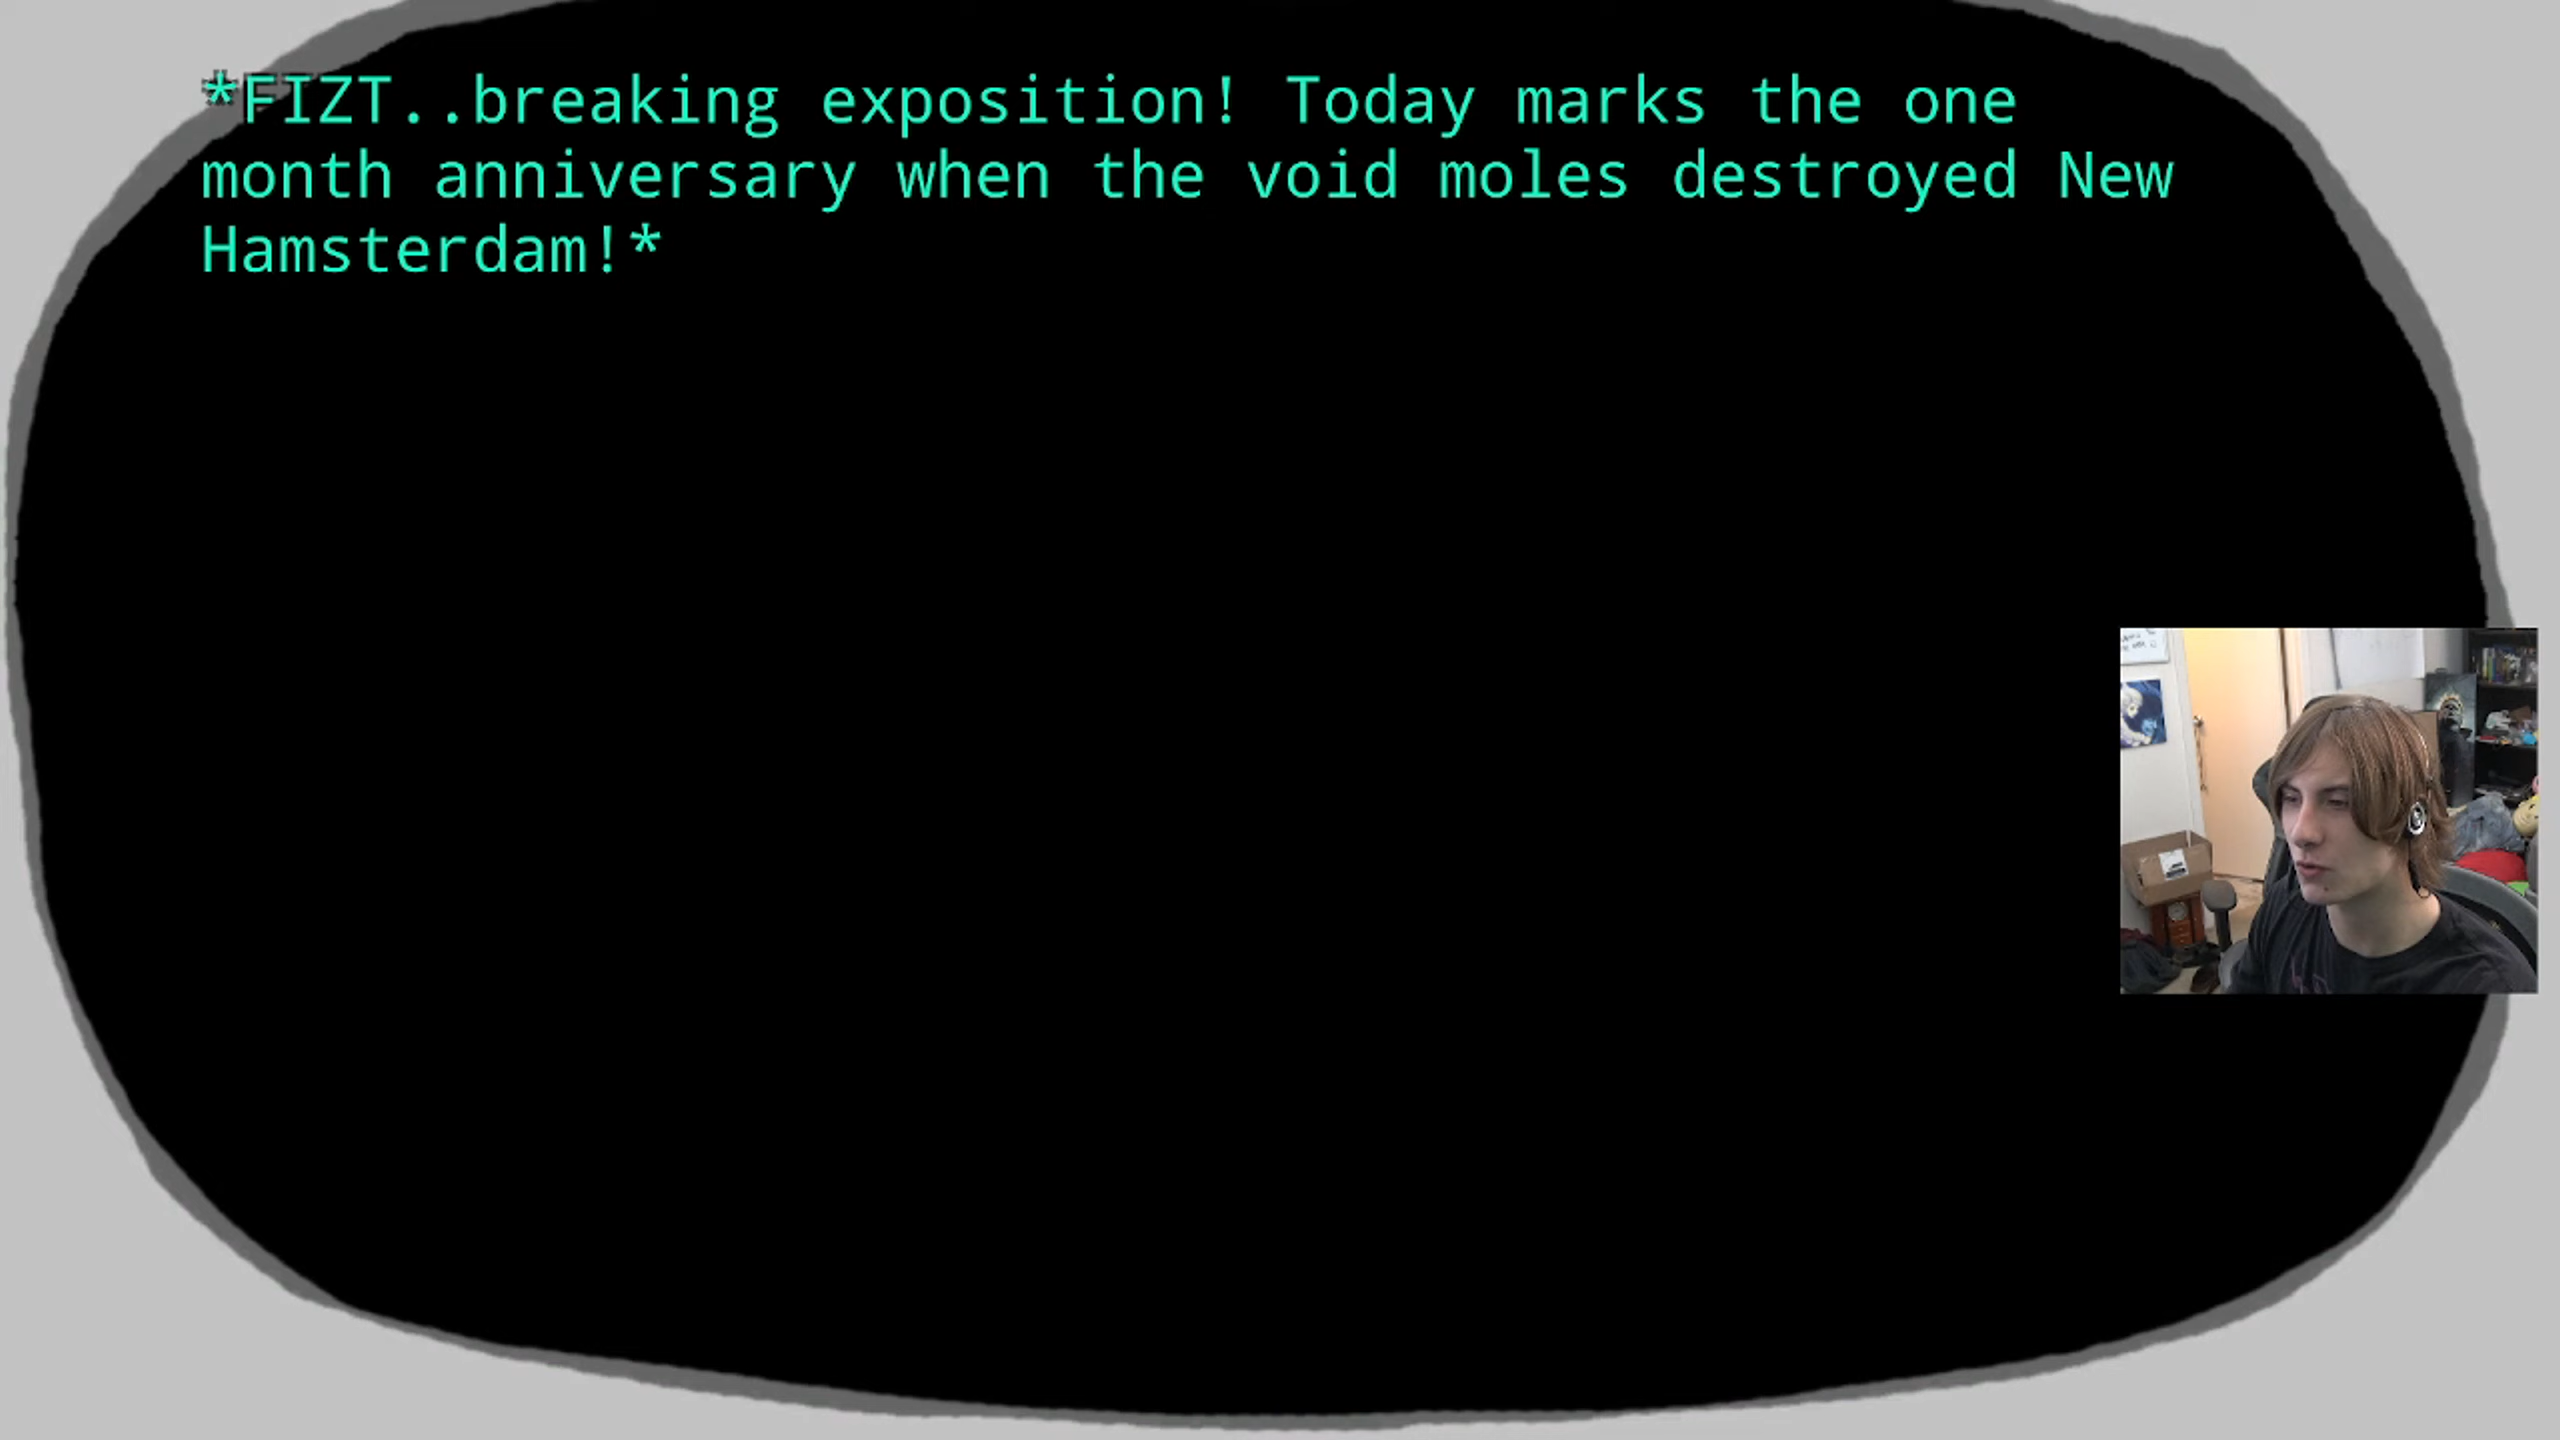 *FIZT..breaking exposition! Today marks the one
month anniversary when the void moles destroyed New
Hamsterdam!*